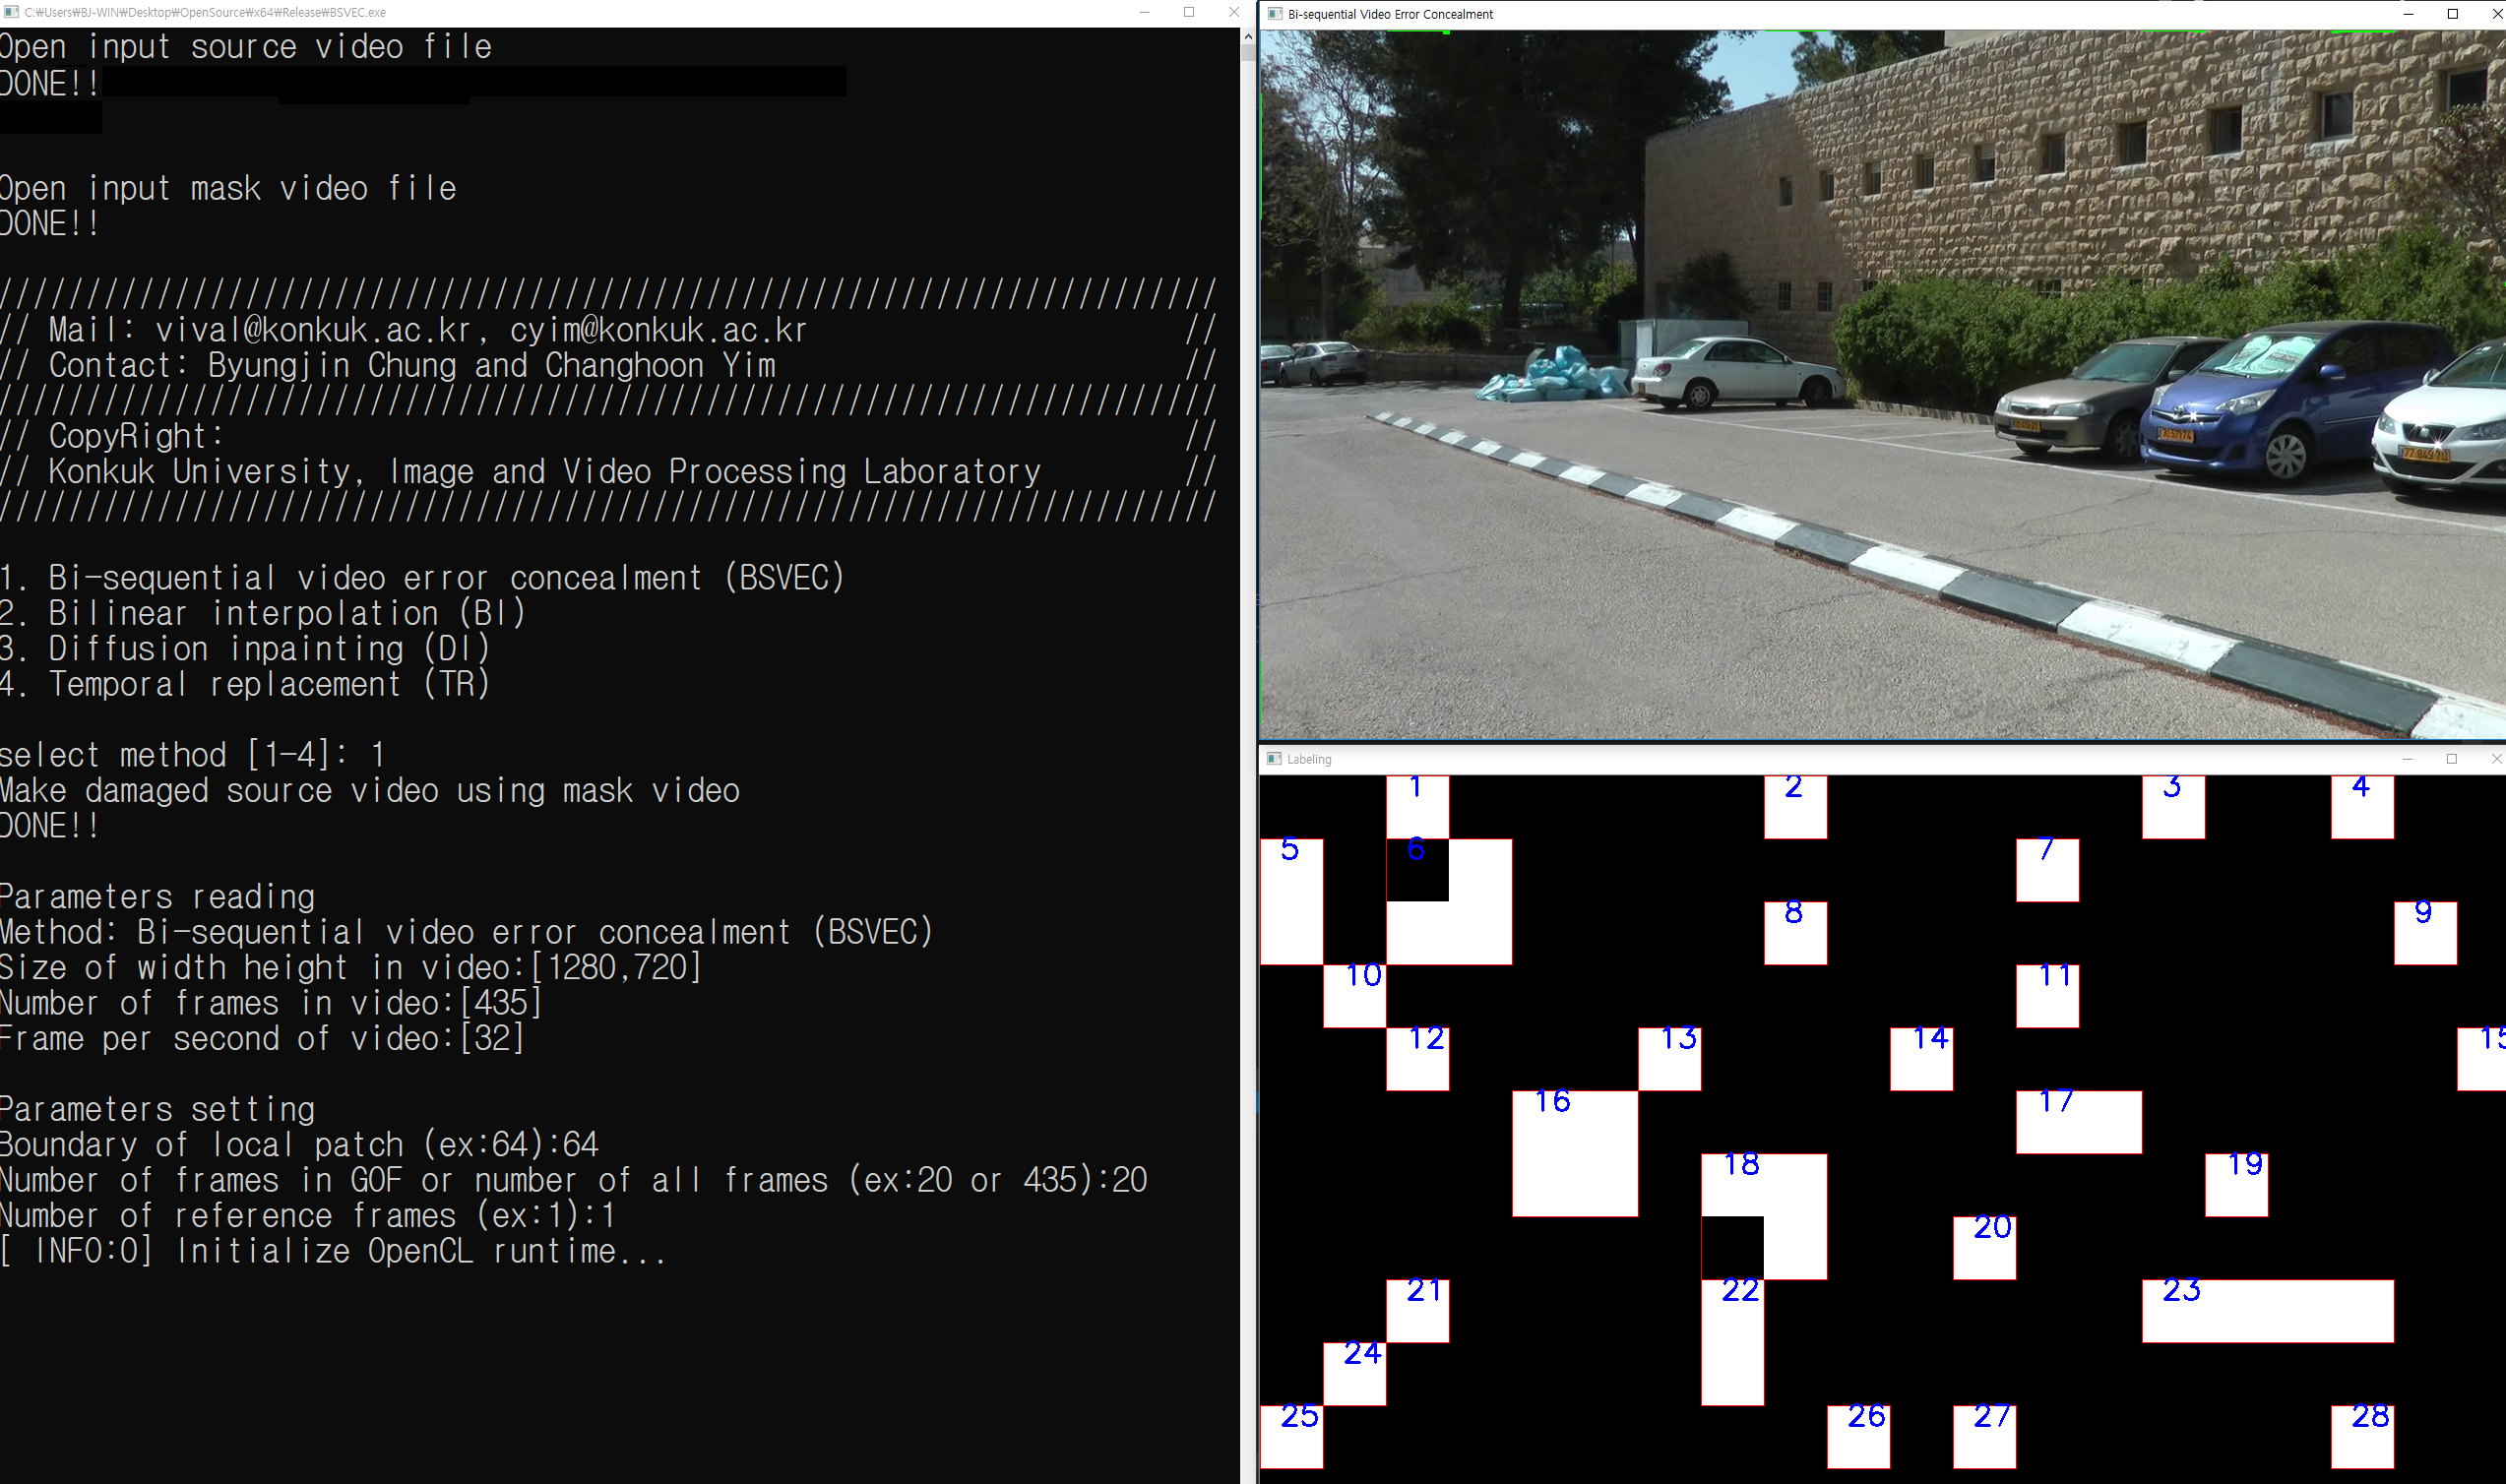 C:₩Users₩BJ-WIN₩Desktop₩OpenSource₩x64₩Release₩BSVEC.exe
Open input source video file
DONE!!
Open input mask video file
DONE!!
/////////////////////////////////////////////////////////////////////
// Mail: vival@konkuk.ac.kr, cyim@konkuk.ac.kr //
// Contact: Byungjin Chung and Changhoon Yim //
/////////////////////////////////////////////////////////////////////
// CopyRight: //
// Konkuk University, Image and Video Processing Laboratory //
/////////////////////////////////////////////////////////////////////
1. Bi-sequential video error concealment (BSVEC)
2. Bilinear interpolation (BI)
3. Diffusion inpainting (DI)
4. Temporal replacement (TR)
select method [1-4]: 1
Make damaged source video using mask video
DONE!!
Parameters reading
Method: Bi-sequential video error concealment (BSVEC)
Size of width height in video:[1280,720]
Number of frames in video:[435]
Frame per second of video:[32]
Parameters setting
Boundary of local patch (ex:64):64
Number of frames in GOF or number of all frames (ex:20 or 435):20
Number of reference frames (ex:1):1
[ INFO:0] Initialize OpenCL runtime...
Bi-sequential Video Error Concealment
77 849 70
Labeling
1 2 3 4
5 6 7
8 9
10 11
12 13 14 15
16 17
18 19
20
21 22 23
24
25 26 27 28